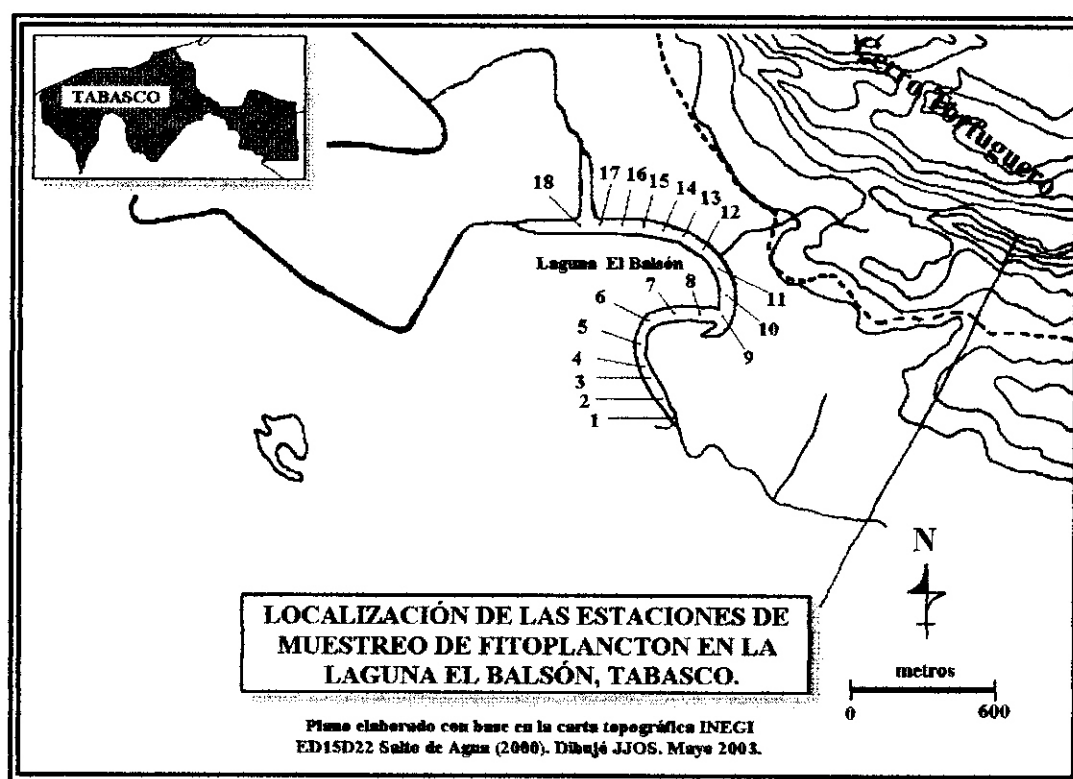 TABASCO
Cerro Portuguero
18
17
16
15
14
13
12
Laguna El Balsón
11
10
9
8
7
6
5
4
3
2
1
N
LOCALIZACIÓN DE LAS ESTACIONES DE
MUESTREO DE FITOPLANCTON EN LA
LAGUNA EL BALSÓN, TABASCO.
metros
0 600
Plano elaborado con base en la carta topográfica INEGI
ED15D22 Salto de Agua (2000). Dibujó JJOS. Mayo 2003.